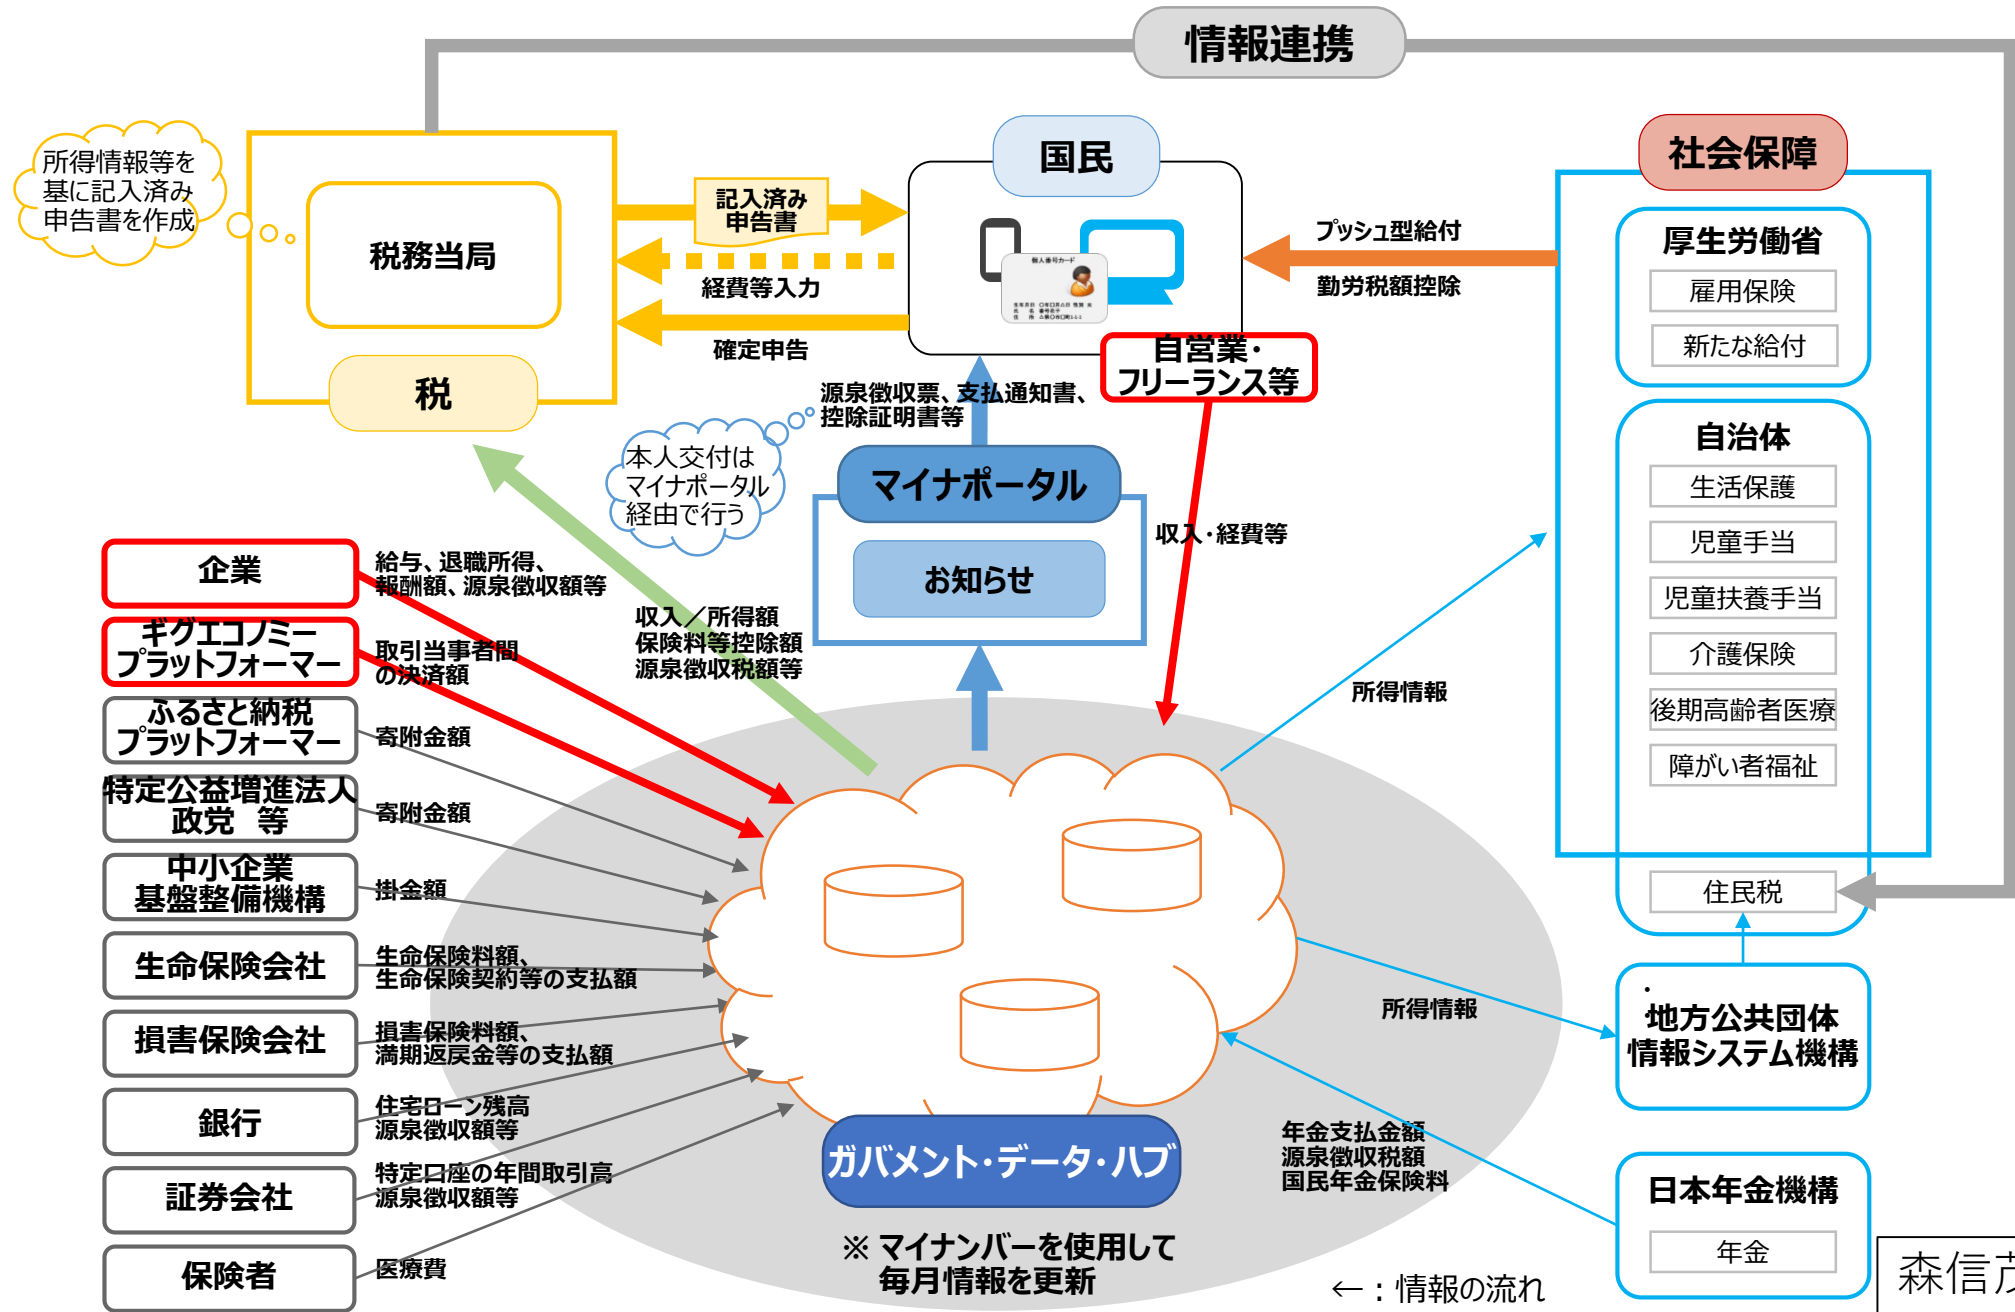 情報連携
所得情報等を
基に記入済み
申告書を作成
税務当局
税
記入済み
申告書
経費等入力
確定申告
国民
個人番号カード
自営業・
フリーランス等
プッシュ型給付
勤労税額控除
社会保障
厚生労働省
雇用保険
新たな給付
自治体
生活保護
児童手当
児童扶養手当
介護保険
後期高齢者医療
障がい者福祉
住民税
源泉徴収票、支払通知書、
控除証明書等
本人交付は
マイナポータル
経由で行う
マイナポータル
お知らせ
収入・経費等
所得情報
収入／所得額
保険料等控除額
源泉徴収税額等
企業
給与、退職所得、
報酬額、源泉徴収額等
ギグエコノミー
プラットフォーマー
取引当事者間
の決済額
ふるさと納税
プラットフォーマー
寄附金額
特定公益増進法人
政党 等
寄附金額
中小企業
基盤整備機構
掛金額
生命保険会社
生命保険料額、
生命保険契約等の支払額
損害保険会社
損害保険料額、
満期返戻金等の支払額
銀行
住宅ローン残高
源泉徴収額等
証券会社
特定口座の年間取引高
源泉徴収額等
保険者
医療費
ガバメント・データ・ハブ
※ マイナンバーを使用して
毎月情報を更新
所得情報
・
地方公共団体
情報システム機構
年金支払金額
源泉徴収税額
国民年金保険料
日本年金機構
年金
←：情報の流れ
森信茂